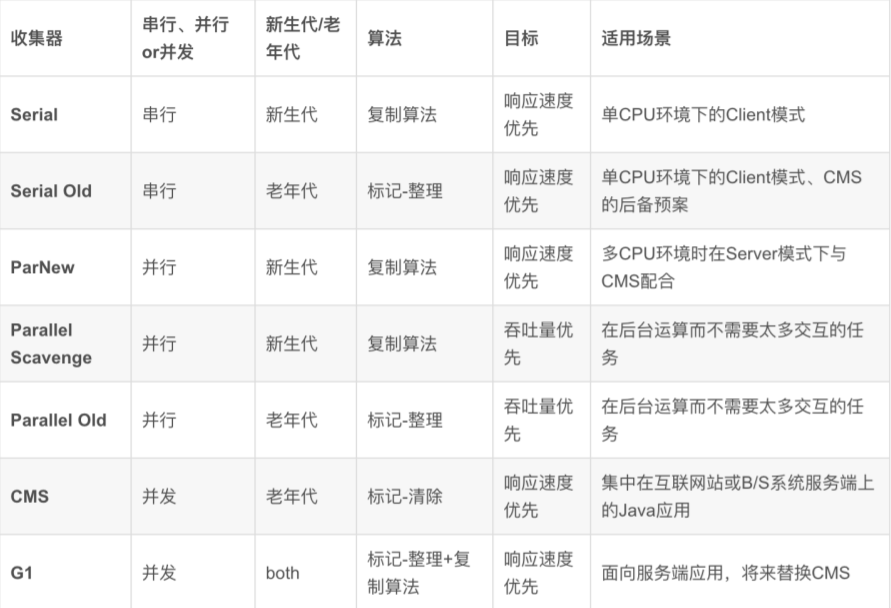 收集器
串行、并行
or并发
新生代/老
年代
算法
目标
适用场景
Serial
串行
新生代
复制算法
响应速度
优先
单CPU环境下的Client模式
Serial Old
串行
老年代
标记-整理
响应速度
优先
单CPU环境下的Client模式、CMS
的后备预案
ParNew
并行
新生代
复制算法
响应速度
优先
多CPU环境时在Server模式下与
CMS配合
Parallel
Scavenge
并行
新生代
复制算法
吞吐量优
先
在后台运算而不需要太多交互的任
务
Parallel Old
并行
老年代
标记-整理
吞吐量优
先
在后台运算而不需要太多交互的任
务
CMS
并发
老年代
标记-清除
响应速度
优先
集中在互联网站或B/S系统服务端上
的Java应用
G1
并发
both
标记-整理+复
制算法
响应速度
优先
面向服务端应用，将来替换CMS